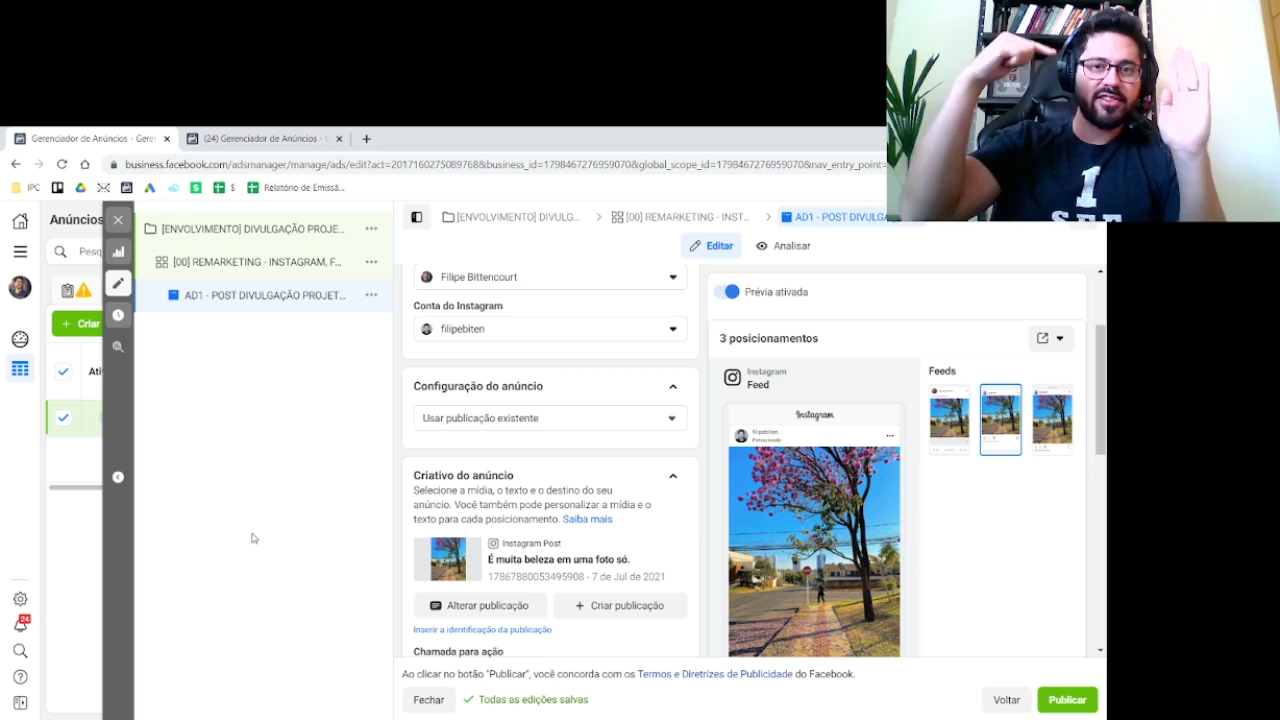 Gerenciador de Anúncios - Geren
(24) Gerenciador de Anúncios - G
business.facebook.com/adsmanager/manage/ads/edit?act=2017160275089768&business_id=1798467276959070&global_scope_id=1798467276959070&nav_entry_point=
IPC
$
Relatório de Emissã...
1
SEE
Anúncios
Pesq
Criar
Ati
24
[ENVOLVIMENTO] DIVULGAÇÃO PROJE...
[00] REMARKETING - INSTAGRAM, F...
AD1 - POST DIVULGAÇÃO PROJET...
[ENVOLVIMENTO] DIVULG...
[00] REMARKETING - INST...
AD1 - POST DIVULGA
Editar
Analisar
Filipe Bittencourt
Conta do Instagram
filipebiten
Configuração do anúncio
Usar publicação existente
Criativo do anúncio
Selecione a mídia, o texto e o destino do seu
anúncio. Você também pode personalizar a mídia e o
texto para cada posicionamento. Saiba mais
Instagram Post
É muita beleza em uma foto só.
17867880053495908 - 7 de Jul de 2021
Alterar publicação
Criar publicação
Inserir a identificação da publicação
Chamada para ação
Prévia ativada
3 posicionamentos
Instagram
Feed
Instagram
filipebiten
Patrocinado
Feeds
Ao clicar no botão "Publicar", você concorda com os Termos e Diretrizes de Publicidade do Facebook.
Fechar
Todas as edições salvas
Voltar
Publicar